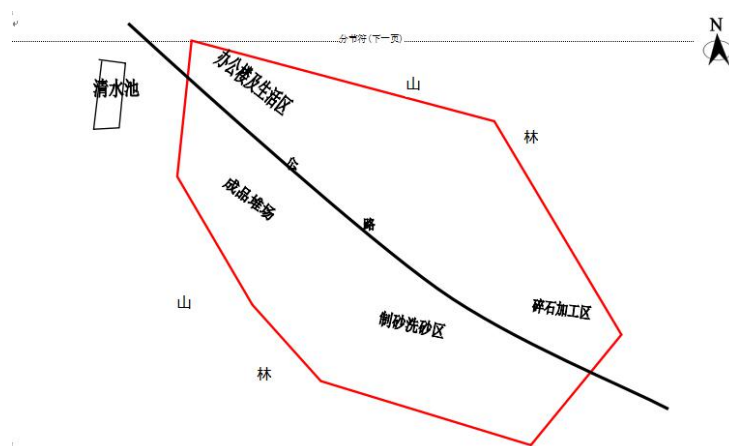 分节符(下一页)
N
办公楼及生活区
清水池
山
林
公
路
成品堆场
山
制砂洗砂区
碎石加工区
林